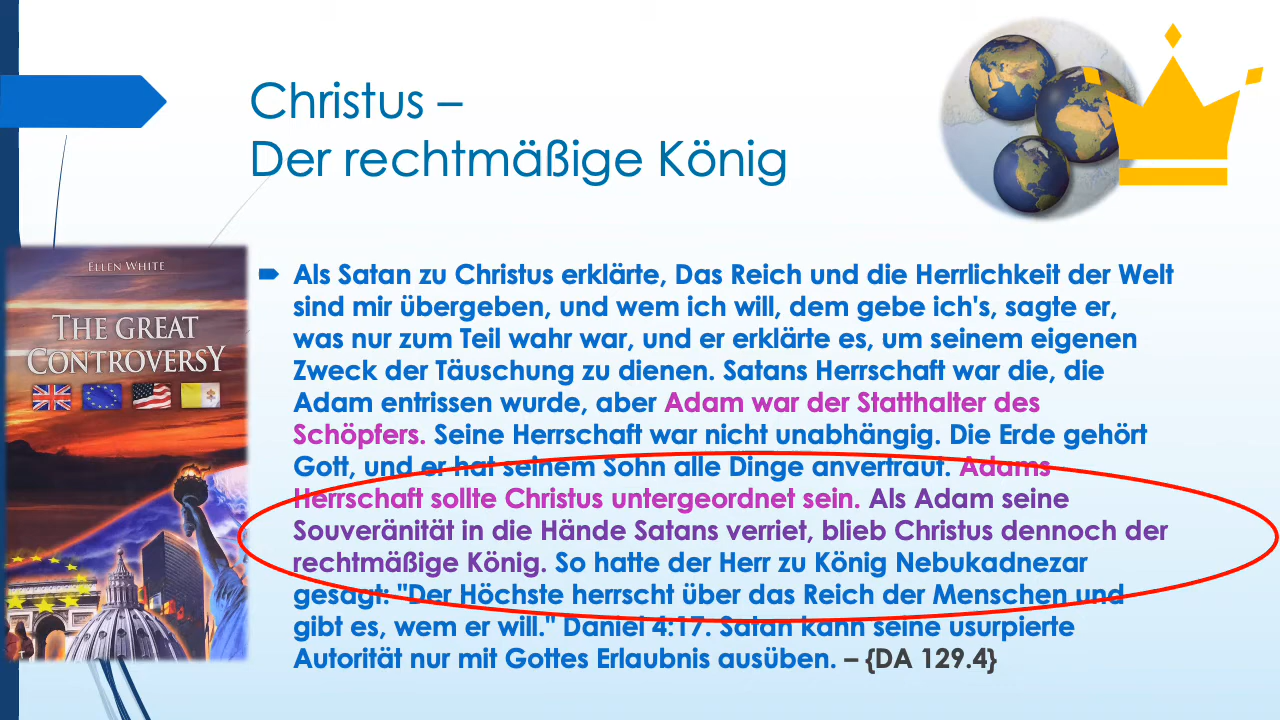 Christus –
Der rechtmäßige König
ELLEN WHITE
THE GREAT
CONTROVERSY
Als Satan zu Christus erklärte, Das Reich und die Herrlichkeit der Welt
sind mir übergeben, und wem ich will, dem gebe ich's, sagte er,
was nur zum Teil wahr war, und er erklärte es, um seinem eigenen
Zweck der Täuschung zu dienen. Satans Herrschaft war die, die
Adam entrissen wurde, aber Adam war der Statthalter des
Schöpfers. Seine Herrschaft war nicht unabhängig. Die Erde gehört
Gott, und er hat seinem Sohn alle Dinge anvertraut. Adams
Herrschaft sollte Christus untergeordnet sein. Als Adam seine
Souveränität in die Hände Satans verriet, blieb Christus dennoch der
rechtmäßige König. So hatte der Herr zu König Nebukadnezar
gesagt: "Der Höchste herrscht über das Reich der Menschen und
gibt es, wem er will." Daniel 4:17. Satan kann seine usurpierte
Autorität nur mit Gottes Erlaubnis ausüben. – {DA 129.4}